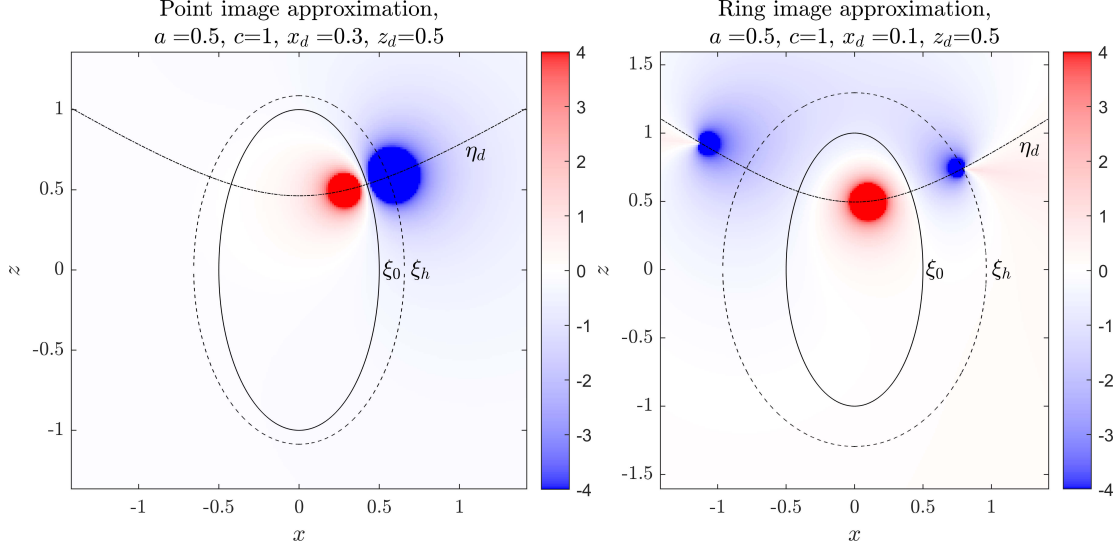 Point image approximation,
a =0.5, c=1, x_d =0.3, z_d=0.5
1
0.5
0
-0.5
-1
z
-1
0
0.5
1
x
η_d
ξ_0 ξ_h
4
3
2
1
0
-1
-2
-3
-4
Ring image approximation,
a =0.5, c=1, x_d =0.1, z_d=0.5
1.5
1
0.5
0
-0.5
-1
-1.5
z
-1
0
0.5
1
x
η_d
ξ_0
ξ_h
4
3
2
1
0
-1
-2
-3
-4